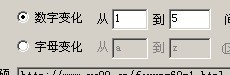 数字变化 从 1 到 5
字母变化 从 a 到 z